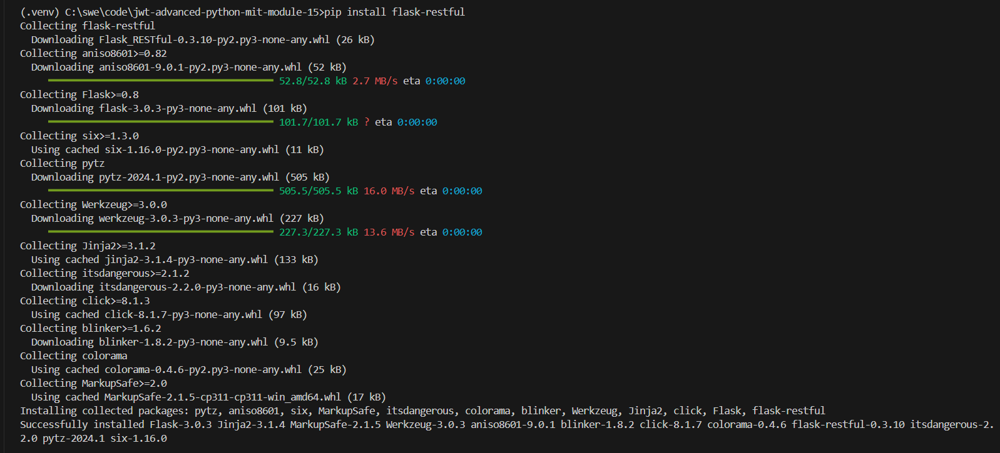 (.venv) C:\swe\code\jwt-advanced-python-mit-module-15>pip install flask-restful
Collecting flask-restful
  Downloading Flask_RESTful-0.3.10-py2.py3-none-any.whl (26 kB)
Collecting aniso8601>=0.82
  Downloading aniso8601-9.0.1-py2.py3-none-any.whl (52 kB)
52.8/52.8 kB 2.7 MB/s eta 0:00:00
Collecting Flask>=0.8
  Downloading flask-3.0.3-py3-none-any.whl (101 kB)
101.7/101.7 kB ? eta 0:00:00
Collecting six>=1.3.0
  Using cached six-1.16.0-py2.py3-none-any.whl (11 kB)
Collecting pytz
  Downloading pytz-2024.1-py2.py3-none-any.whl (505 kB)
505.5/505.5 kB 16.0 MB/s eta 0:00:00
Collecting Werkzeug>=3.0.0
  Downloading werkzeug-3.0.3-py3-none-any.whl (227 kB)
227.3/227.3 kB 13.6 MB/s eta 0:00:00
Collecting Jinja2>=3.1.2
  Using cached jinja2-3.1.4-py3-none-any.whl (133 kB)
Collecting itsdangerous>=2.1.2
  Downloading itsdangerous-2.2.0-py3-none-any.whl (16 kB)
Collecting click>=8.1.3
  Using cached click-8.1.7-py3-none-any.whl (97 kB)
Collecting blinker>=1.6.2
  Downloading blinker-1.8.2-py3-none-any.whl (9.5 kB)
Collecting colorama
  Using cached colorama-0.4.6-py2.py3-none-any.whl (25 kB)
Collecting MarkupSafe>=2.0
  Using cached MarkupSafe-2.1.5-cp311-cp311-win_amd64.whl (17 kB)
Installing collected packages: pytz, aniso8601, six, MarkupSafe, itsdangerous, colorama, blinker, Werkzeug, Jinja2, click, Flask, flask-restful
Successfully installed Flask-3.0.3 Jinja2-3.1.4 MarkupSafe-2.1.5 Werkzeug-3.0.3 aniso8601-9.0.1 blinker-1.8.2 click-8.1.7 colorama-0.4.6 flask-restful-0.3.10 itsdangerous-2.
2.0 pytz-2024.1 six-1.16.0